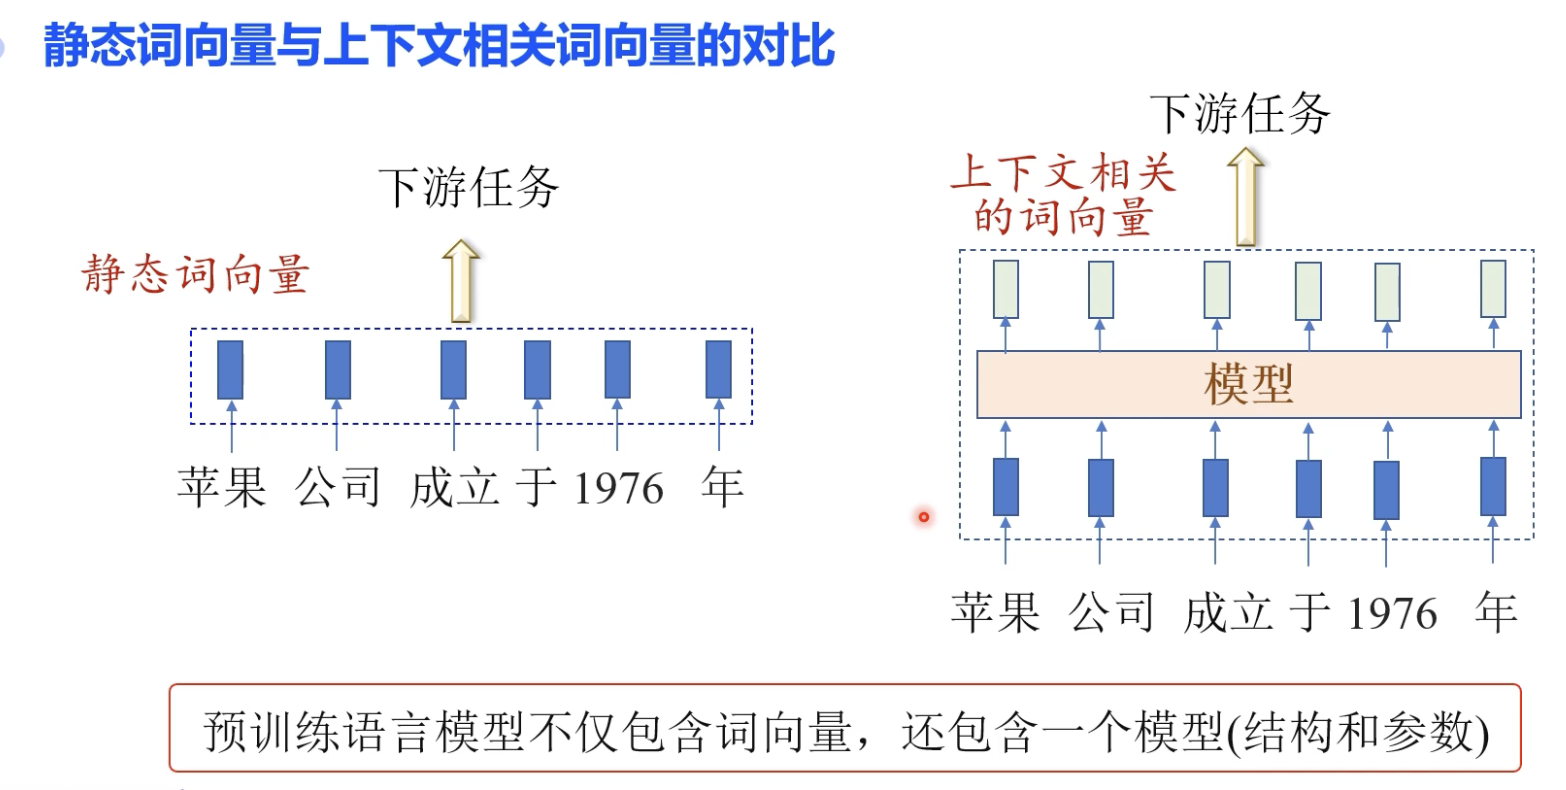 静态词向量与上下文相关词向量的对比
下游任务
静态词向量
苹果 公司 成立 于 1976 年
下游任务
上下文相关
的词向量
模型
苹果 公司 成立 于 1976 年
预训练语言模型不仅包含词向量，还包含一个模型(结构和参数)